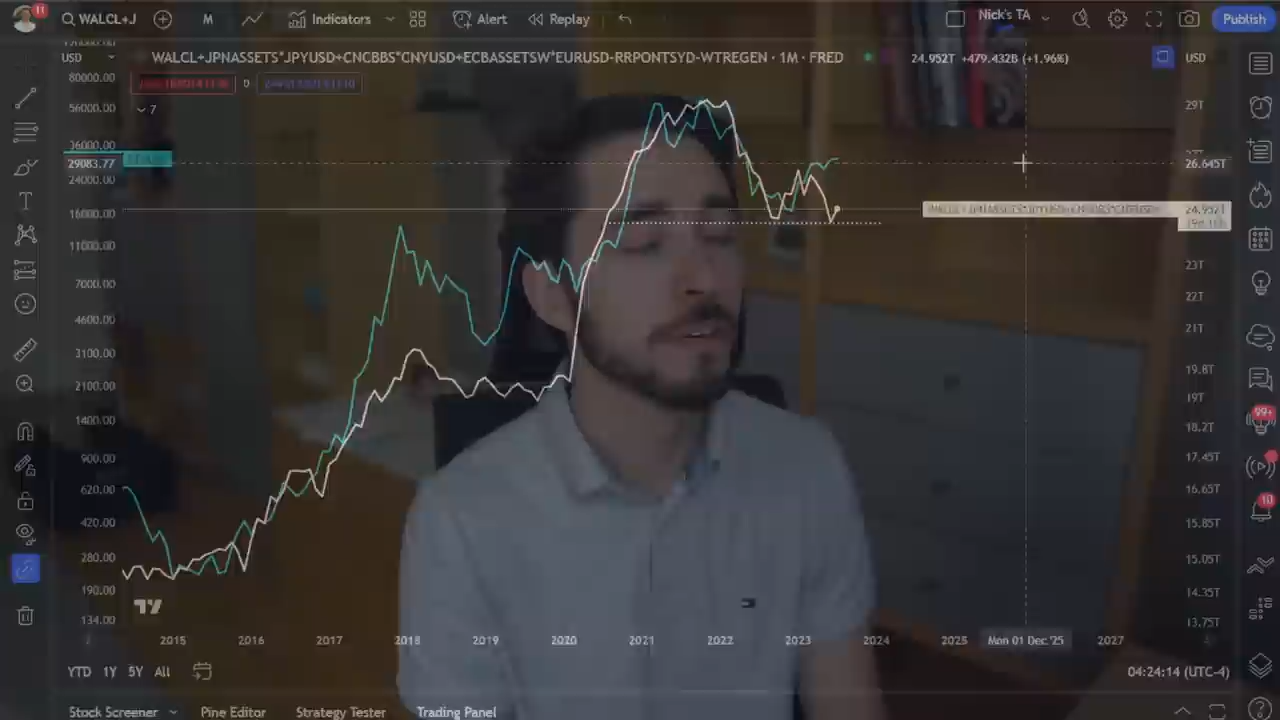 11
WALCL+J
M
Indicators
Alert
Replay
Nick's TA
Publish
USD
WALCL+JPNASSETS*JPYUSD+CNCBBS*CNYUSD+ECBASSETSW*EURUSD-RRPONTSYD-WTREGEN · 1M · FRED
24.952T +479.432B (+1.96%)
USD
0
7
80000.00
56000.00
36000.00
29083.77
24000.00
16000.00
11000.00
7000.00
4600.00
3100.00
2100.00
1400.00
900.00
620.00
420.00
280.00
190.00
134.00
29T
26.645T
24.952T
23T
22T
21T
19.8T
19T
18.2T
17.45T
16.65T
15.85T
15.05T
14.35T
13.75T
99+
10
2015
2016
2017
2018
2019
2020
2021
2022
2023
2024
2025
Mon 01 Dec '25
2027
YTD
1Y
5Y
All
04:24:14 (UTC-4)
Stock Screener
Pine Editor
Strategy Tester
Trading Panel